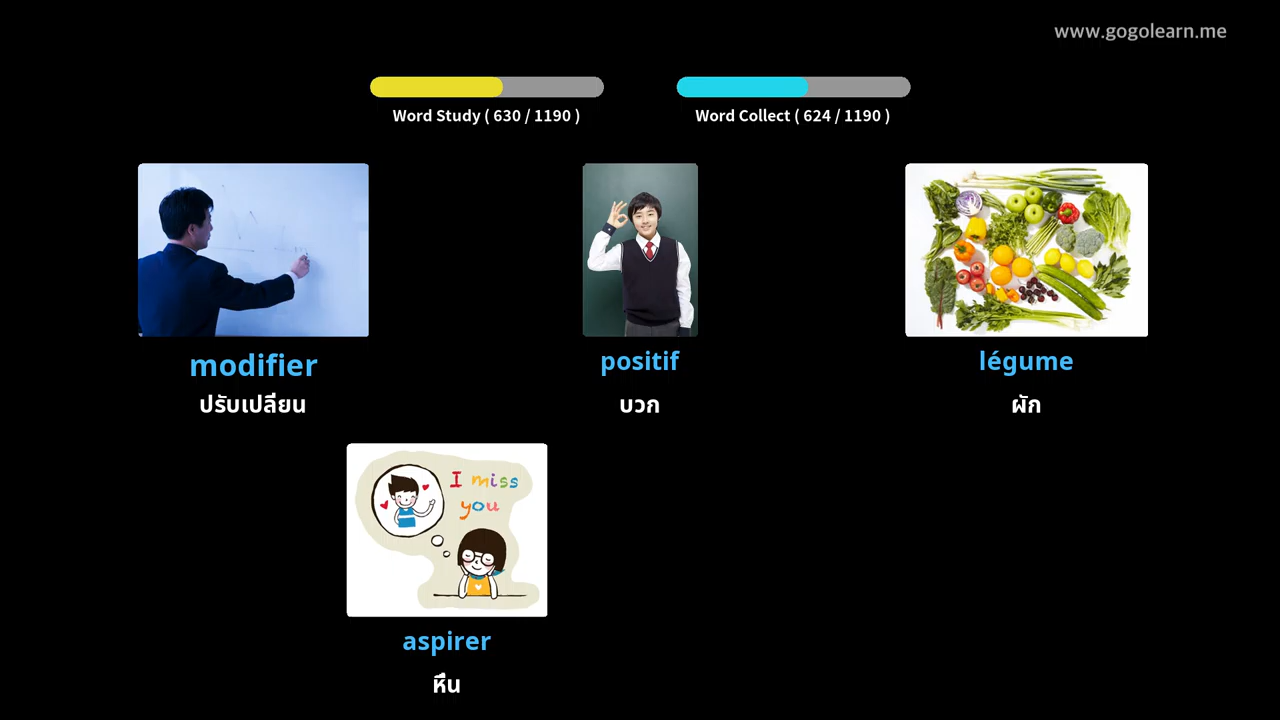 www.gogolearn.me
Word Study ( 630 / 1190 )
Word Collect ( 624 / 1190 )
modifier
ปรับเปลี่ยน
positif
บวก
légume
ผัก
I miss
you
aspirer
หื่น